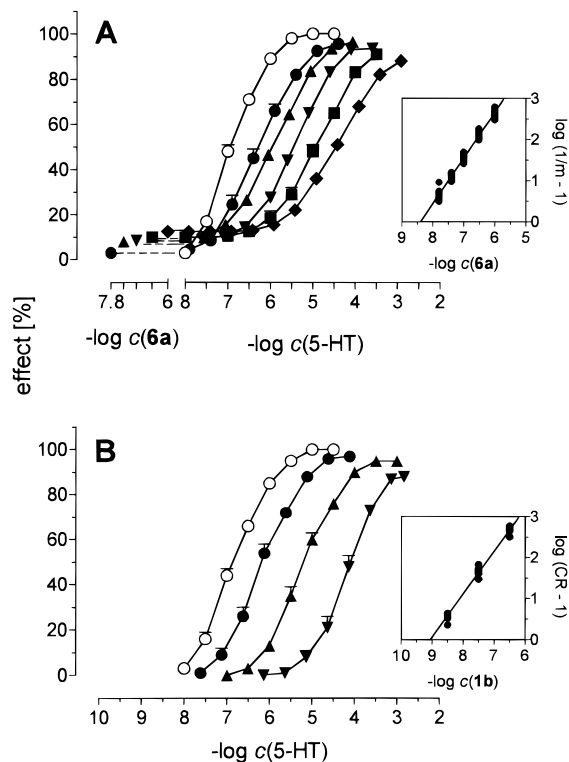 A
100
80
60
40
20
0
effect [%]
7.8 6 8 7 6 5 4 3 2
-log c(6a)
-log c(5-HT)
3
2
1
0
log (1/m - 1)
9 8 7 6 5
-log c(6a)
B
100
80
60
40
20
0
10 9 8 7 6 5 4 3 2
-log c(5-HT)
3
2
1
0
log (CR - 1)
10 9 8 7 6
-log c(1b)